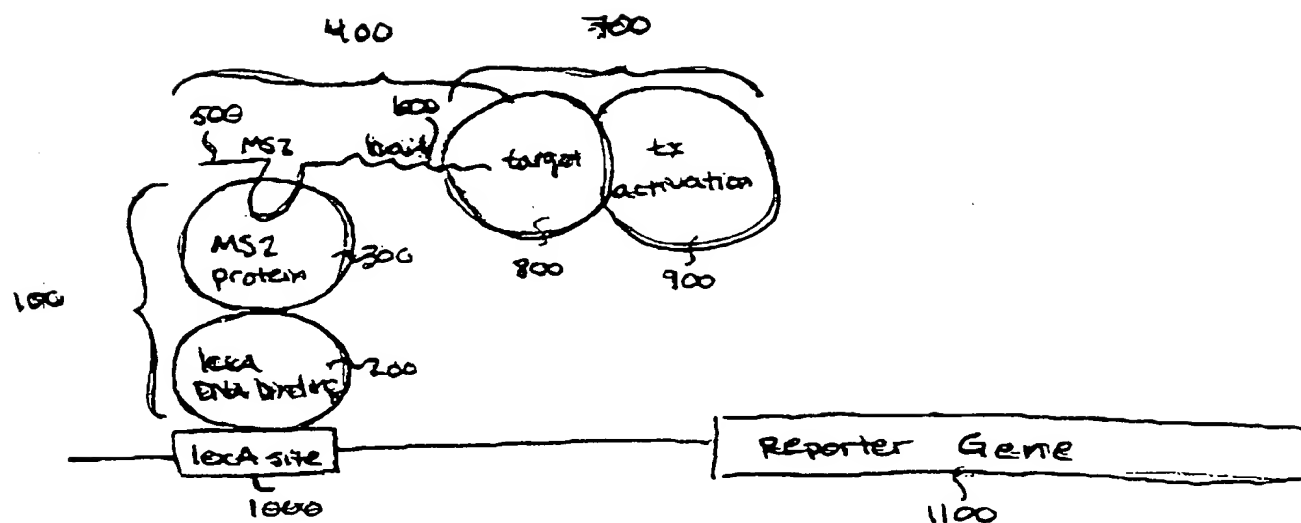 400 700
500 MS2 600
bait target tx
activation
MS2
protein 300
800 900
100
lexA 200
DNA binding
lexA site Reporter Gene
1000 1100